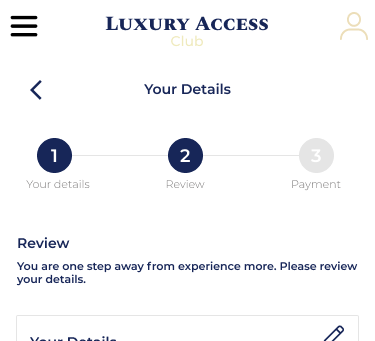 LUXURY ACCESS
Club
Your Details
1 2 3
Your details Review Payment
Review
You are one step away from experience more. Please review
your details.
Your Details